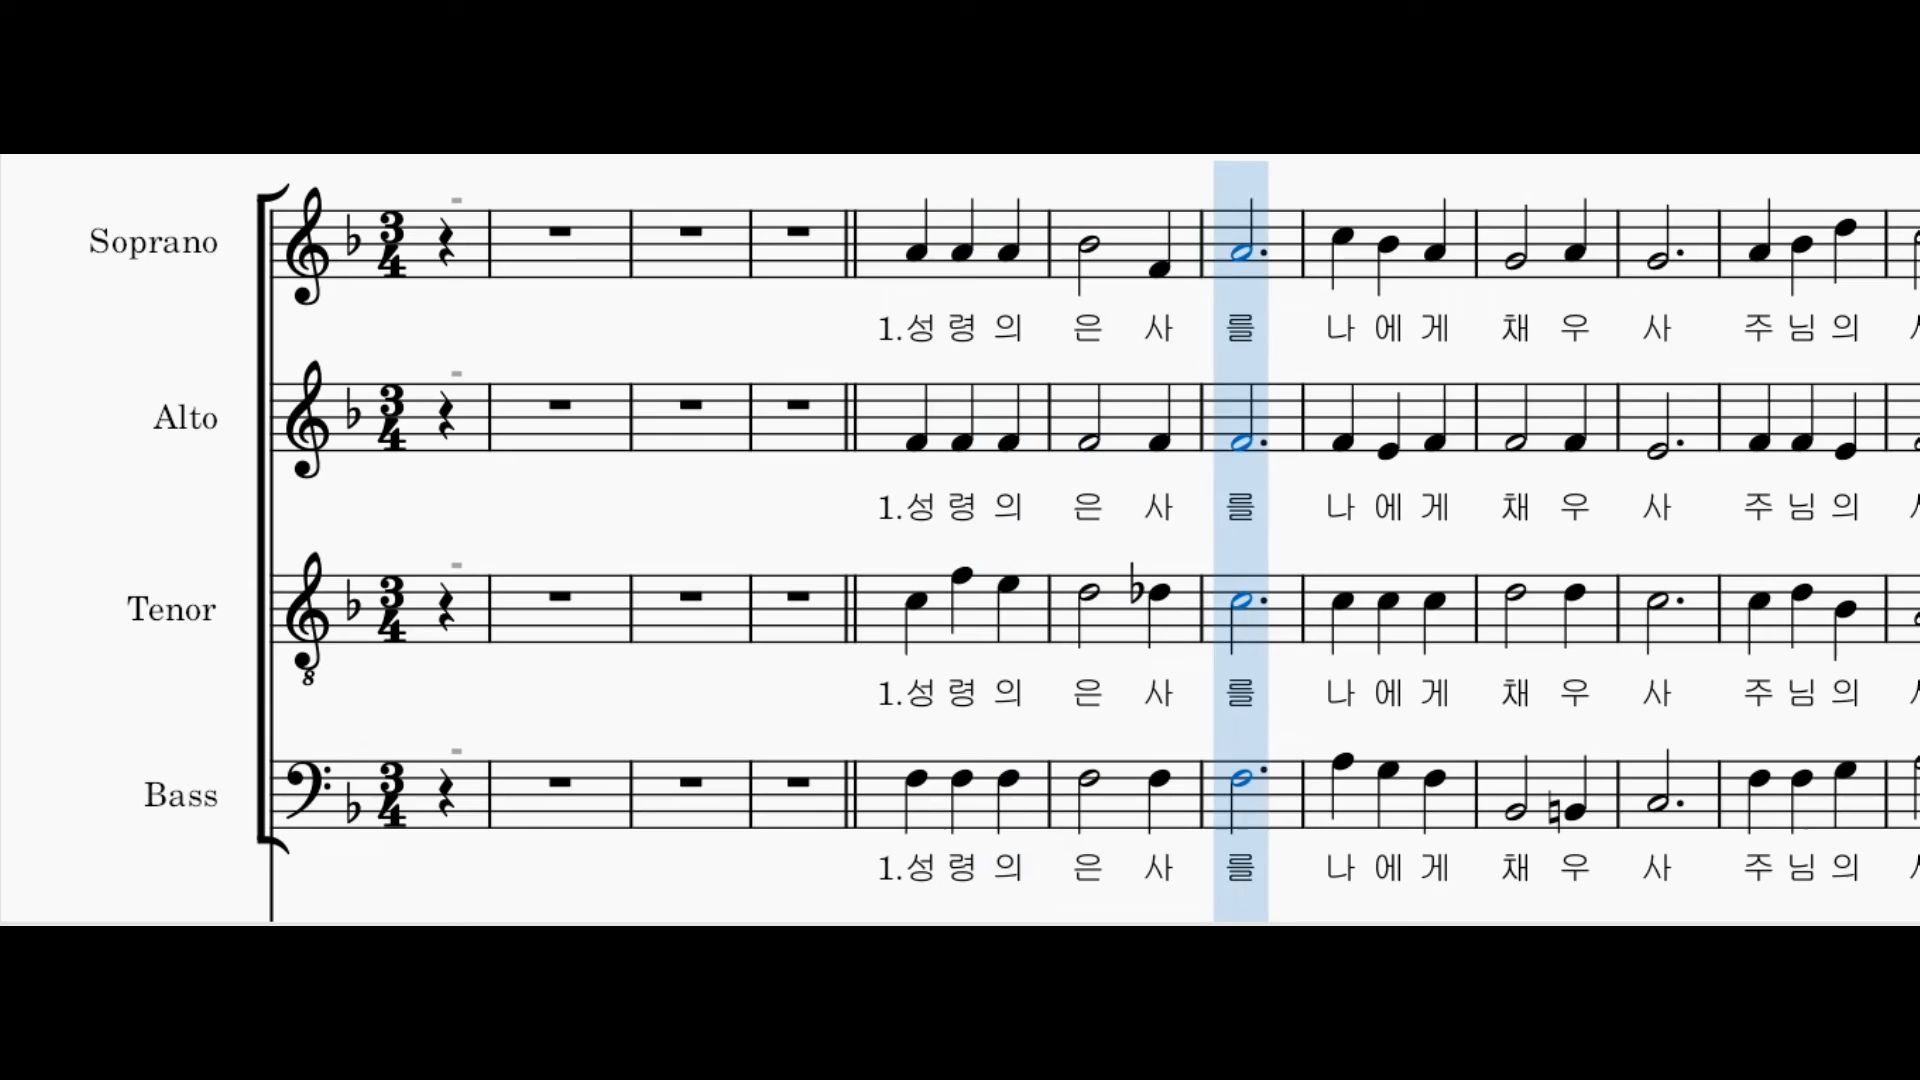 Soprano
1.성 령 의 은 사 를 나 에 게 채 우 사 주 님 의
Alto
1.성 령 의 은 사 를 나 에 게 채 우 사 주 님 의
Tenor
8
1.성 령 의 은 사 를 나 에 게 채 우 사 주 님 의
Bass
1.성 령 의 은 사 를 나 에 게 채 우 사 주 님 의